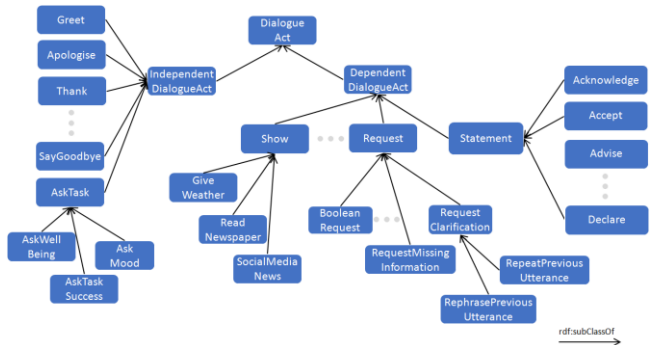 Greet
Dialogue
Act
Apologise
Independent
DialogueAct
Dependent
DialogueAct
Acknowledge
Thank
Accept
Show
Request
Statement
SayGoodbye
Advise
Give
Weather
AskTask
Boolean
Request
Request
Clarification
Declare
Read
Newspaper
AskWell
Being
Ask
Mood
SocialMedia
News
RequestMissing
Information
RepeatPrevious
Utterance
AskTask
Success
RephrasePrevious
Utterance
rdf:subClassOf